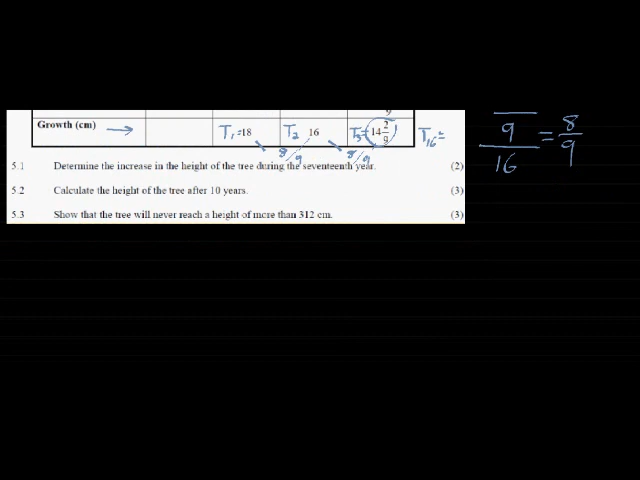 Growth (cm) → T₁=18 T₂ 16 T₃=14 2/9 T₁₆=
8/9 8/9
9/16 = 8/9
5.1 Determine the increase in the height of the tree during the seventeenth year. (2)
5.2 Calculate the height of the tree after 10 years. (3)
5.3 Show that the tree will never reach a height of more than 312 cm. (3)